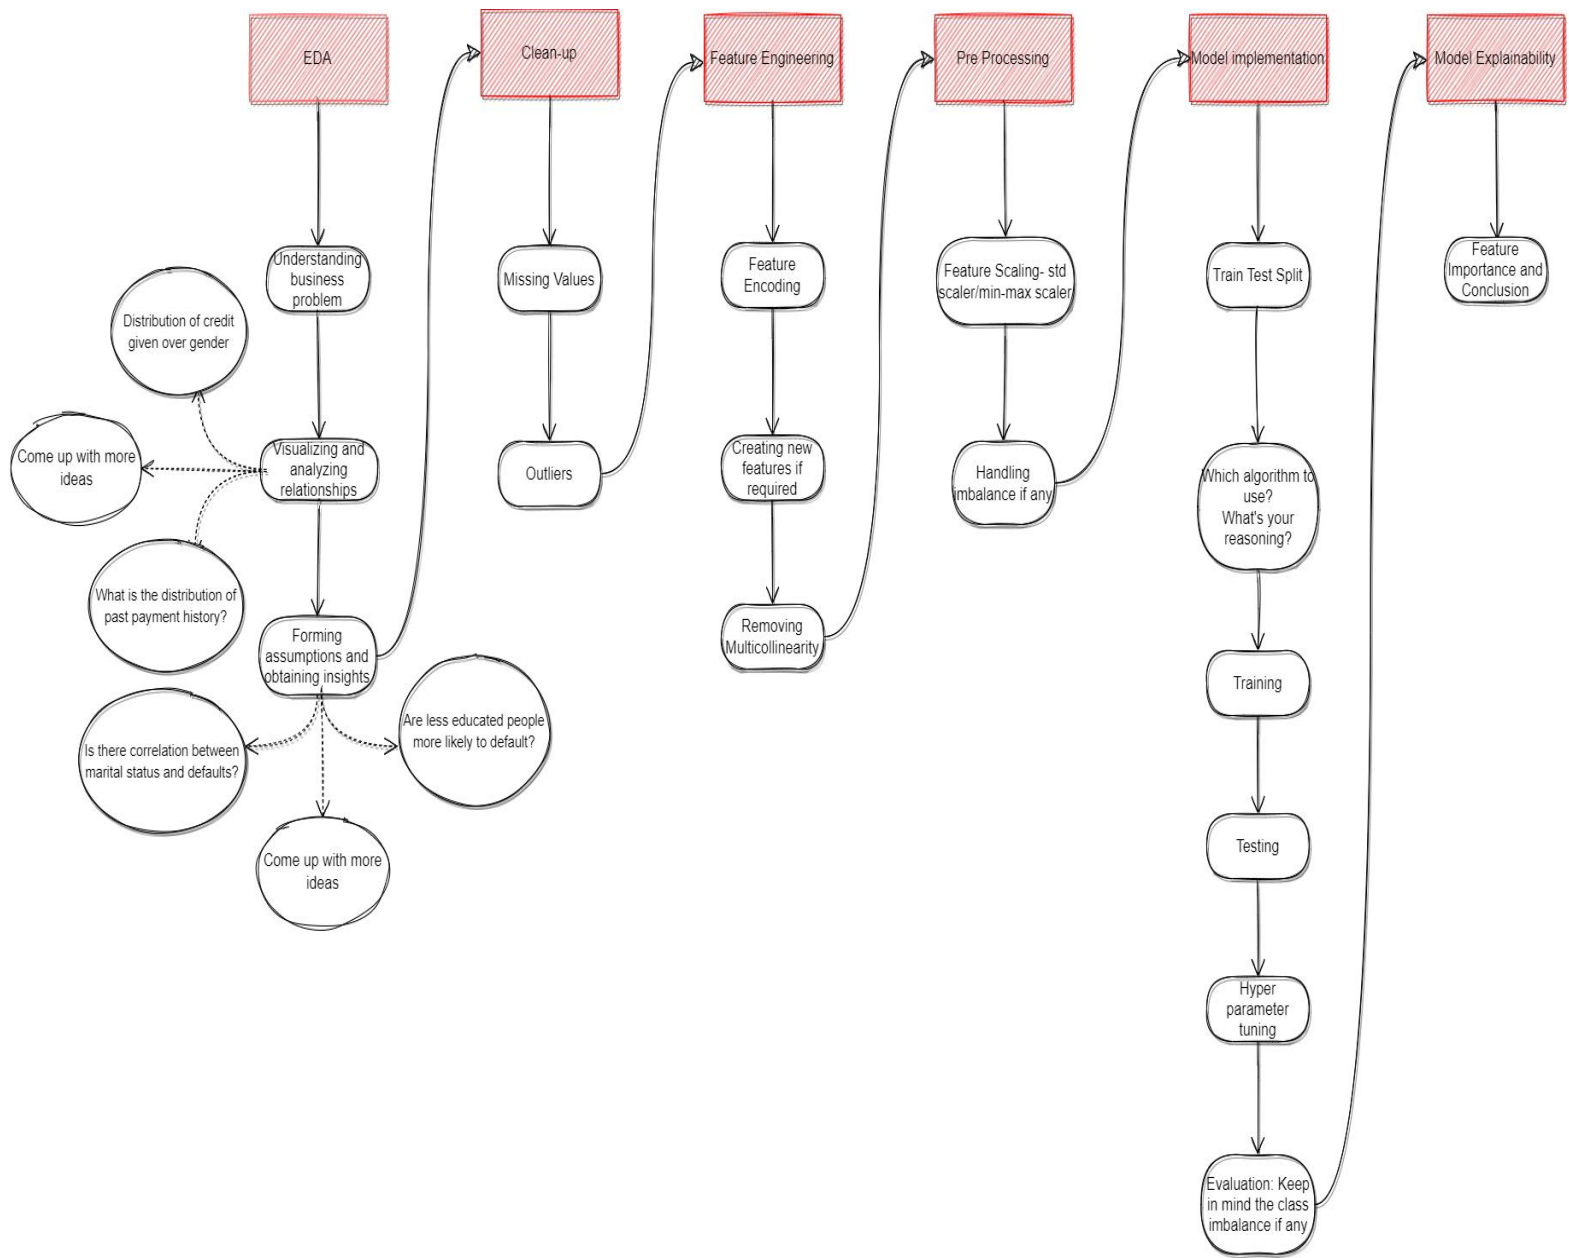 EDA
Understanding
business
problem
Distribution of credit
given over gender
Visualizing and
analyzing
relationships
Come up with more
ideas
What is the distribution of
past payment history?
Forming
assumptions and
obtaining insights
Is there correlation between
marital status and defaults?
Come up with more
ideas
Are less educated people
more likely to default?
Clean-up
Missing Values
Outliers
Feature Engineering
Feature
Encoding
Creating new
features if
required
Removing
Multicollinearity
Pre Processing
Feature Scaling- std
scaler/min-max scaler
Handling
imbalance if any
Model implementation
Train Test Split
Which algorithm to
use?
What's your
reasoning?
Training
Testing
Hyper
parameter
tuning
Evaluation: Keep
in mind the class
imbalance if any
Model Explainability
Feature
Importance and
Conclusion